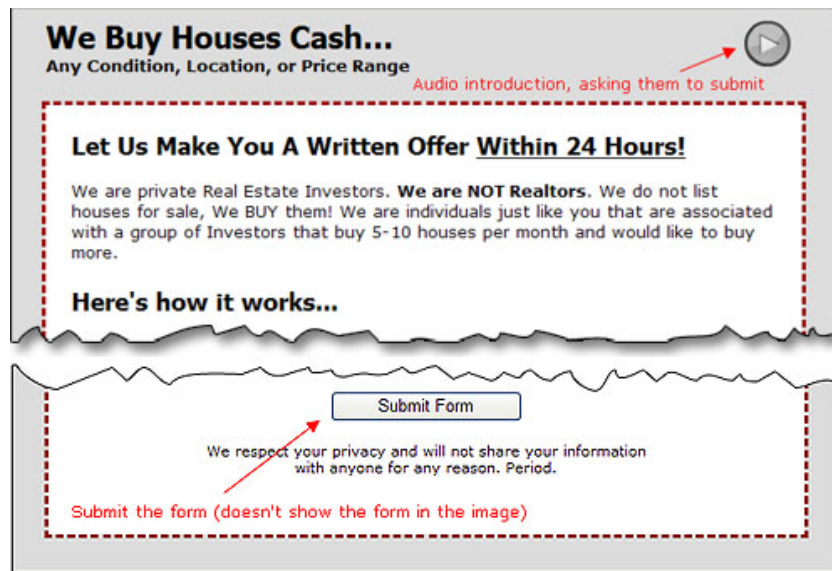 We Buy Houses Cash...
Any Condition, Location, or Price Range
Audio introduction, asking them to submit
Let Us Make You A Written Offer Within 24 Hours!
We are private Real Estate Investors. We are NOT Realtors. We do not list
houses for sale, We BUY them! We are individuals just like you that are associated
with a group of Investors that buy 5-10 houses per month and would like to buy
more.
Here's how it works...
Submit Form
We respect your privacy and will not share your information
with anyone for any reason. Period.
Submit the form (doesn't show the form in the image)